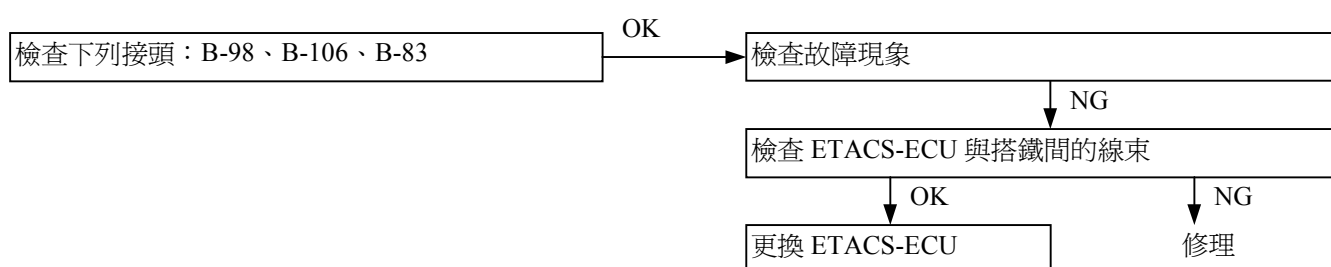 OK
檢查下列接頭：B-98、B-106、B-83
檢查故障現象
NG
檢查 ETACS-ECU 與搭鐵間的線束
OK
NG
更換 ETACS-ECU
修理